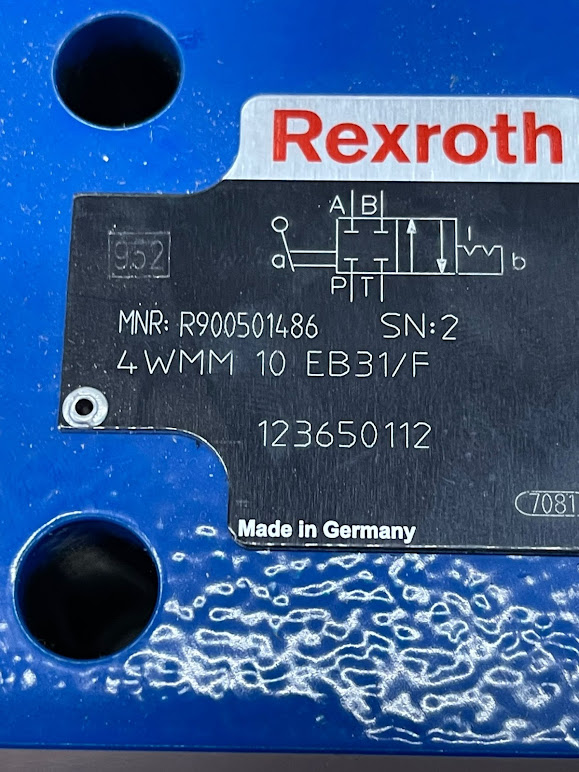 Rexroth
A B
952
a
b
P T
MNR: R900501486 SN:2
4WMM 10 EB31/F
123650112
7081
Made in Germany